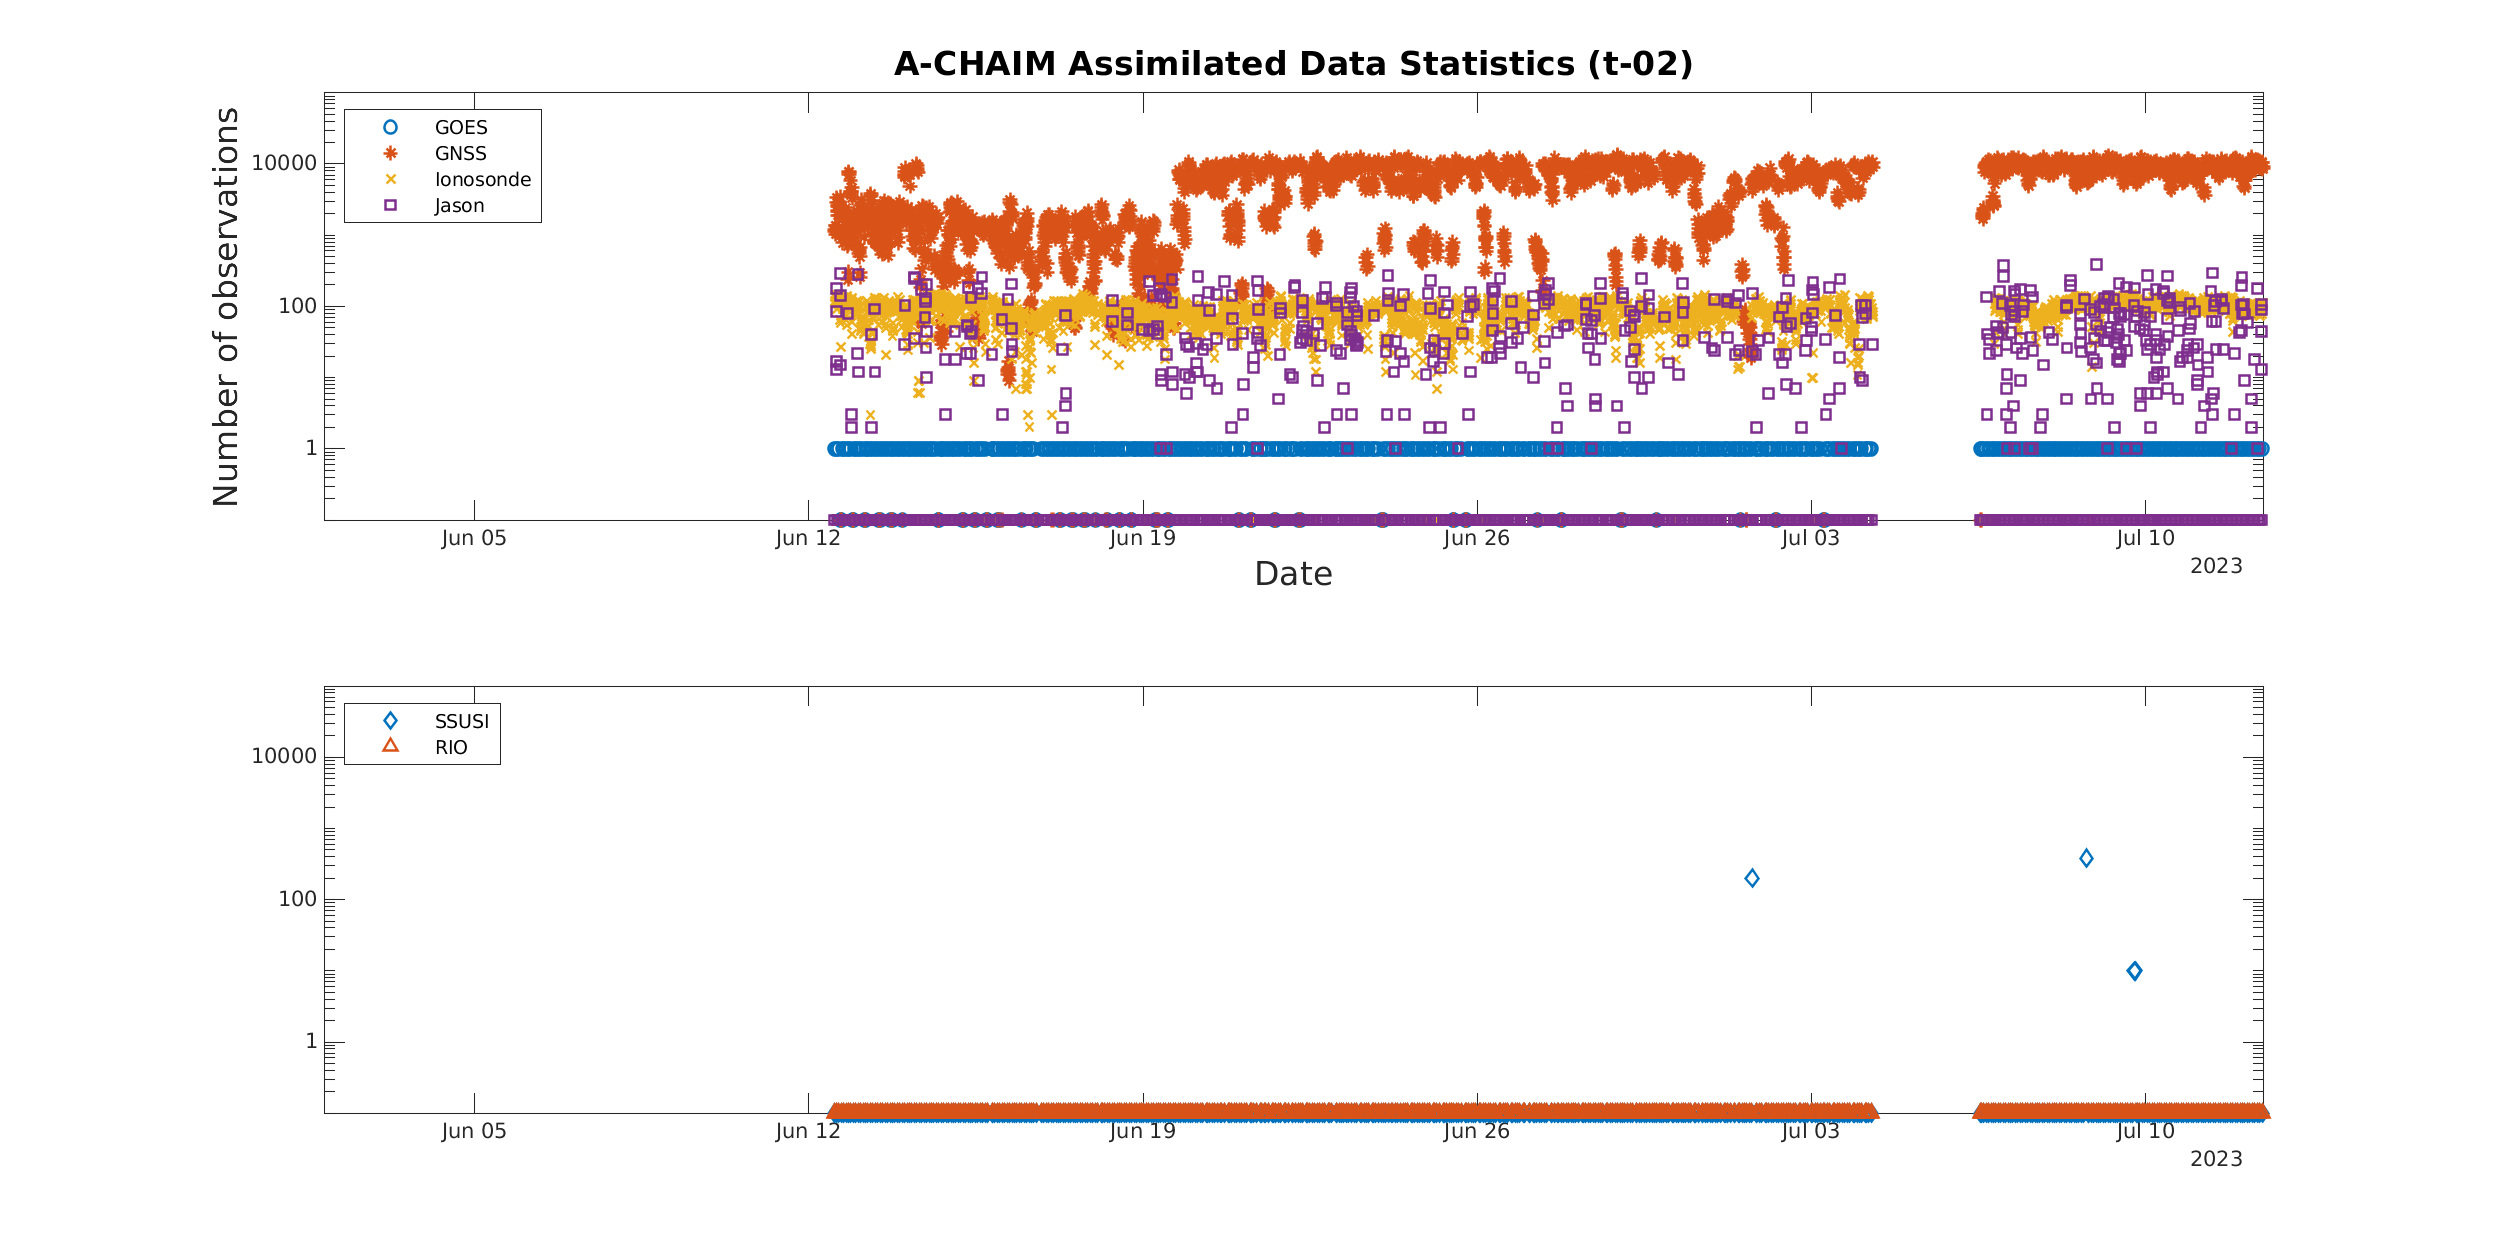 A-CHAIM Assimilated Data Statistics (t-02)
Number of observations
GOES
GNSS
Ionosonde
Jason
10000
100
1
Jun 05
Jun 12
Jun 19
Jun 26
Jul 03
Jul 10
2023
Date
SSUSI
RIO
10000
100
1
Jun 05
Jun 12
Jun 19
Jun 26
Jul 03
Jul 10
2023